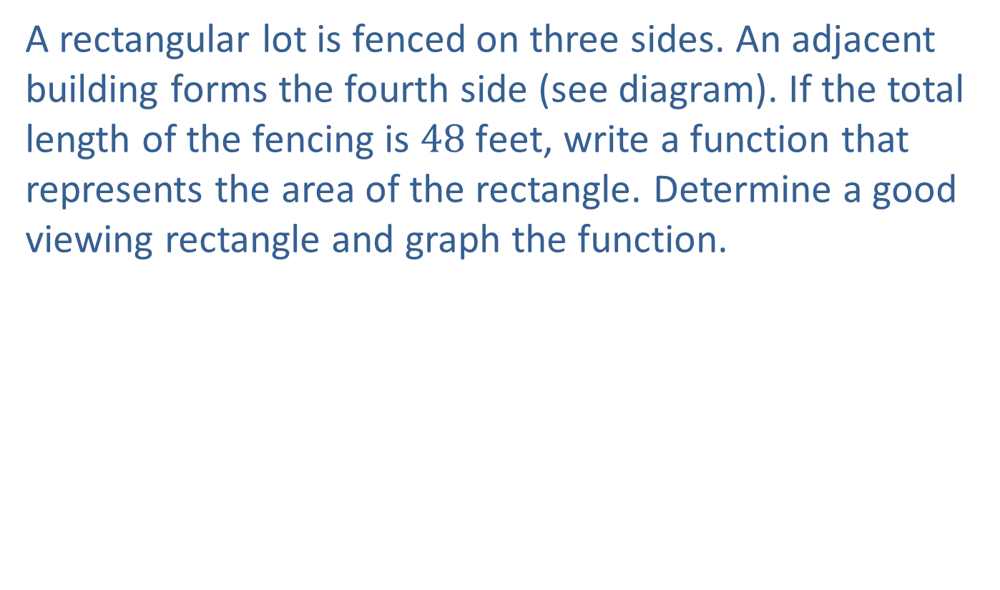 A rectangular lot is fenced on three sides. An adjacent
building forms the fourth side (see diagram). If the total
length of the fencing is 48 feet, write a function that
represents the area of the rectangle. Determine a good
viewing rectangle and graph the function.